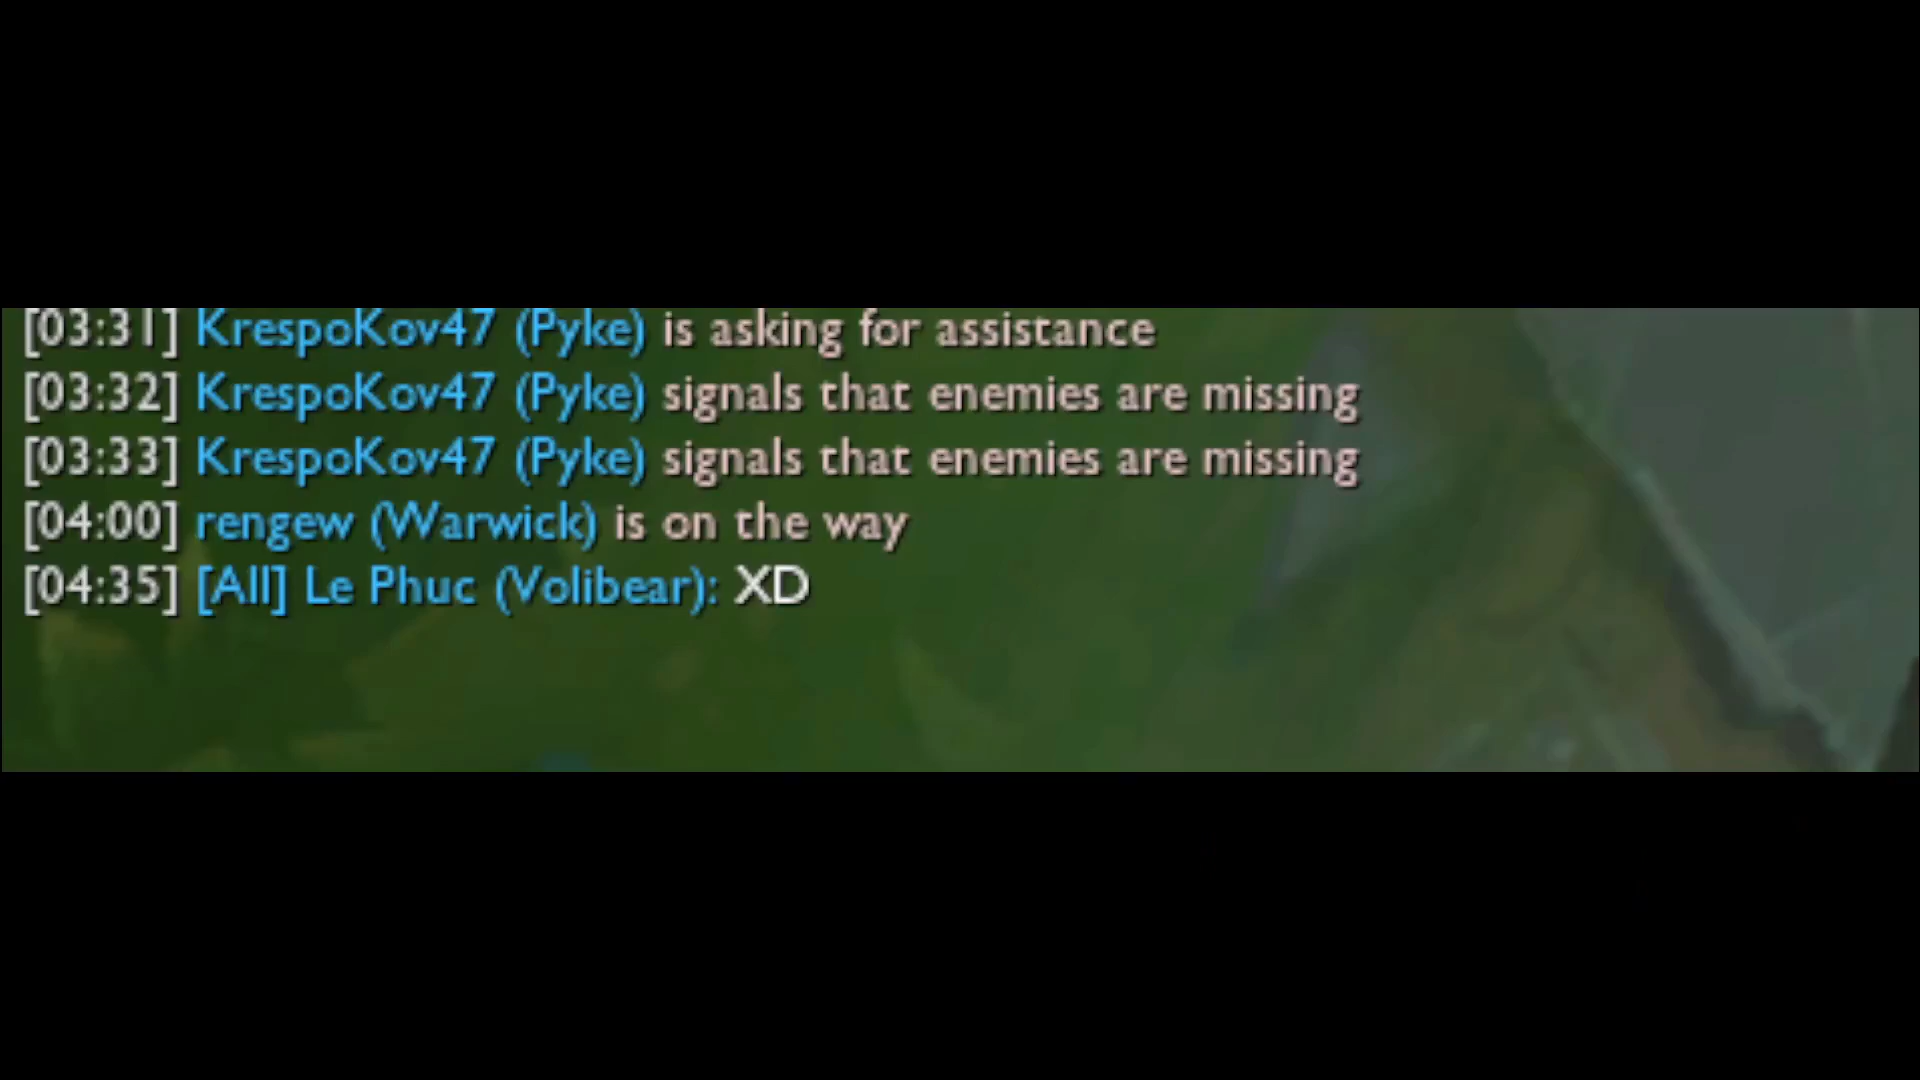 [03:31] KrespoKov47 (Pyke) is asking for assistance
[03:32] KrespoKov47 (Pyke) signals that enemies are missing
[03:33] KrespoKov47 (Pyke) signals that enemies are missing
[04:00] rengew (Warwick) is on the way
[04:35] [All] Le Phuc (Volibear): XD